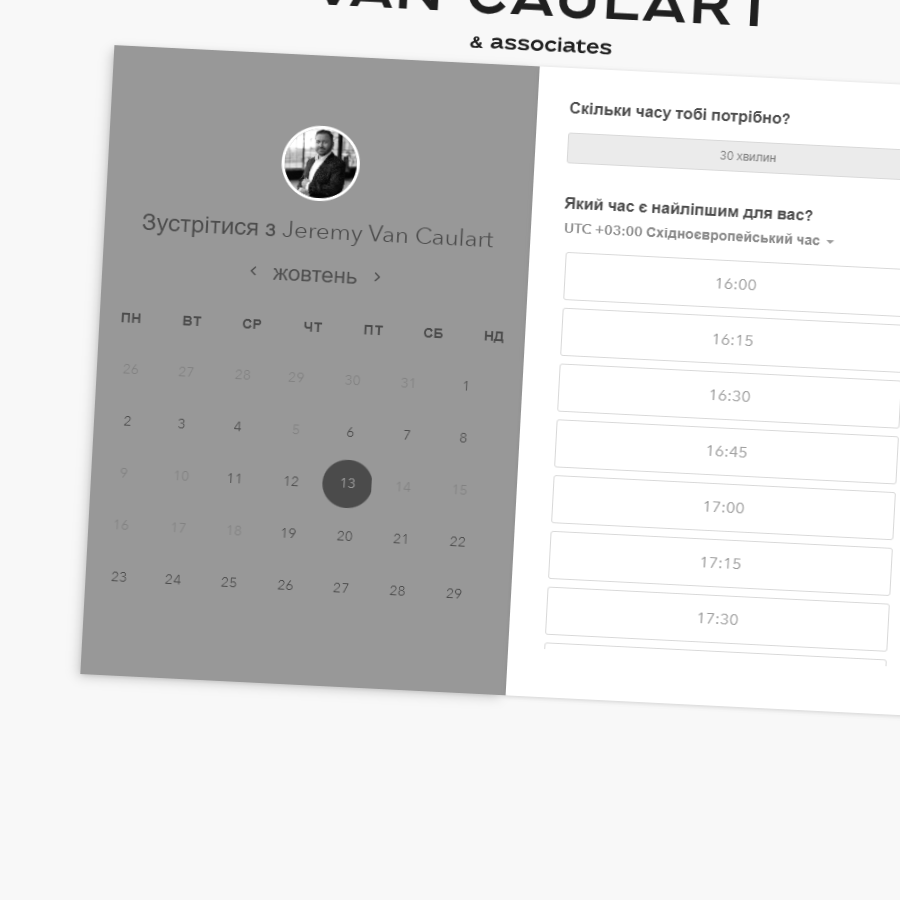 VAN CAULART
& associates
Зустрітися з Jeremy Van Caulart
жовтень
ПН ВТ СР ЧТ ПТ СБ НД
26 27 28 29 30 31 1
2 3 4 5 6 7 8
9 10 11 12 13 14 15
16 17 18 19 20 21 22
23 24 25 26 27 28 29
Скільки часу тобі потрібно?
30 хвилин
Який час є найліпшим для вас?
UTC +03:00 Східноєвропейський час
16:00
16:15
16:30
16:45
17:00
17:15
17:30